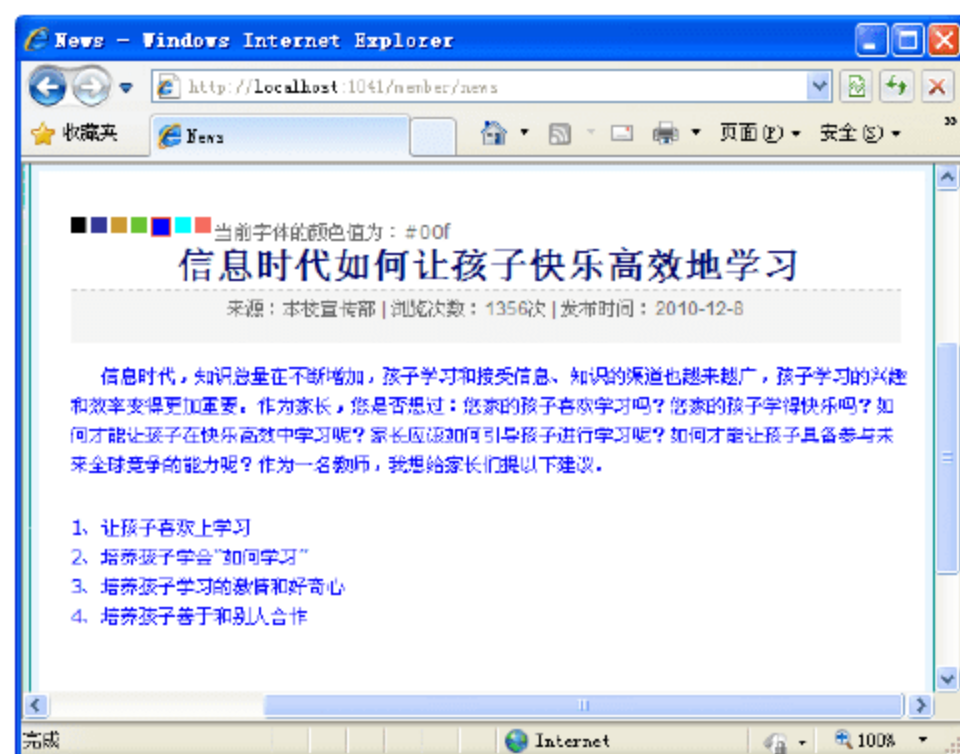 News - Windows Internet Explorer
http://localhost:1041/member/news
收藏夹 News 页面(P) 安全(S) »
当前字体的颜色值为：#00f
信息时代如何让孩子快乐高效地学习
来源：本校宣传部 | 浏览次数：1356次 | 发布时间：2010-12-8
信息时代，知识总量在不断增加，孩子学习和接受信息、知识的渠道也越来越广，孩子学习的兴趣
和效率变得更加重要。作为家长，您是否想过：您家的孩子喜欢学习吗？您家的孩子学得快乐吗？如
何才能让孩子在快乐高效中学习呢？家长应该如何引导孩子进行学习呢？如何才能让孩子具备参与未
来全球竞争的能力呢？作为一名教师，我想给家长们提以下建议。
1、让孩子喜欢上学习
2、培养孩子学会“如何学习”
3、培养孩子学习的激情和好奇心
4、培养孩子善于和别人合作
完成 Internet 100%